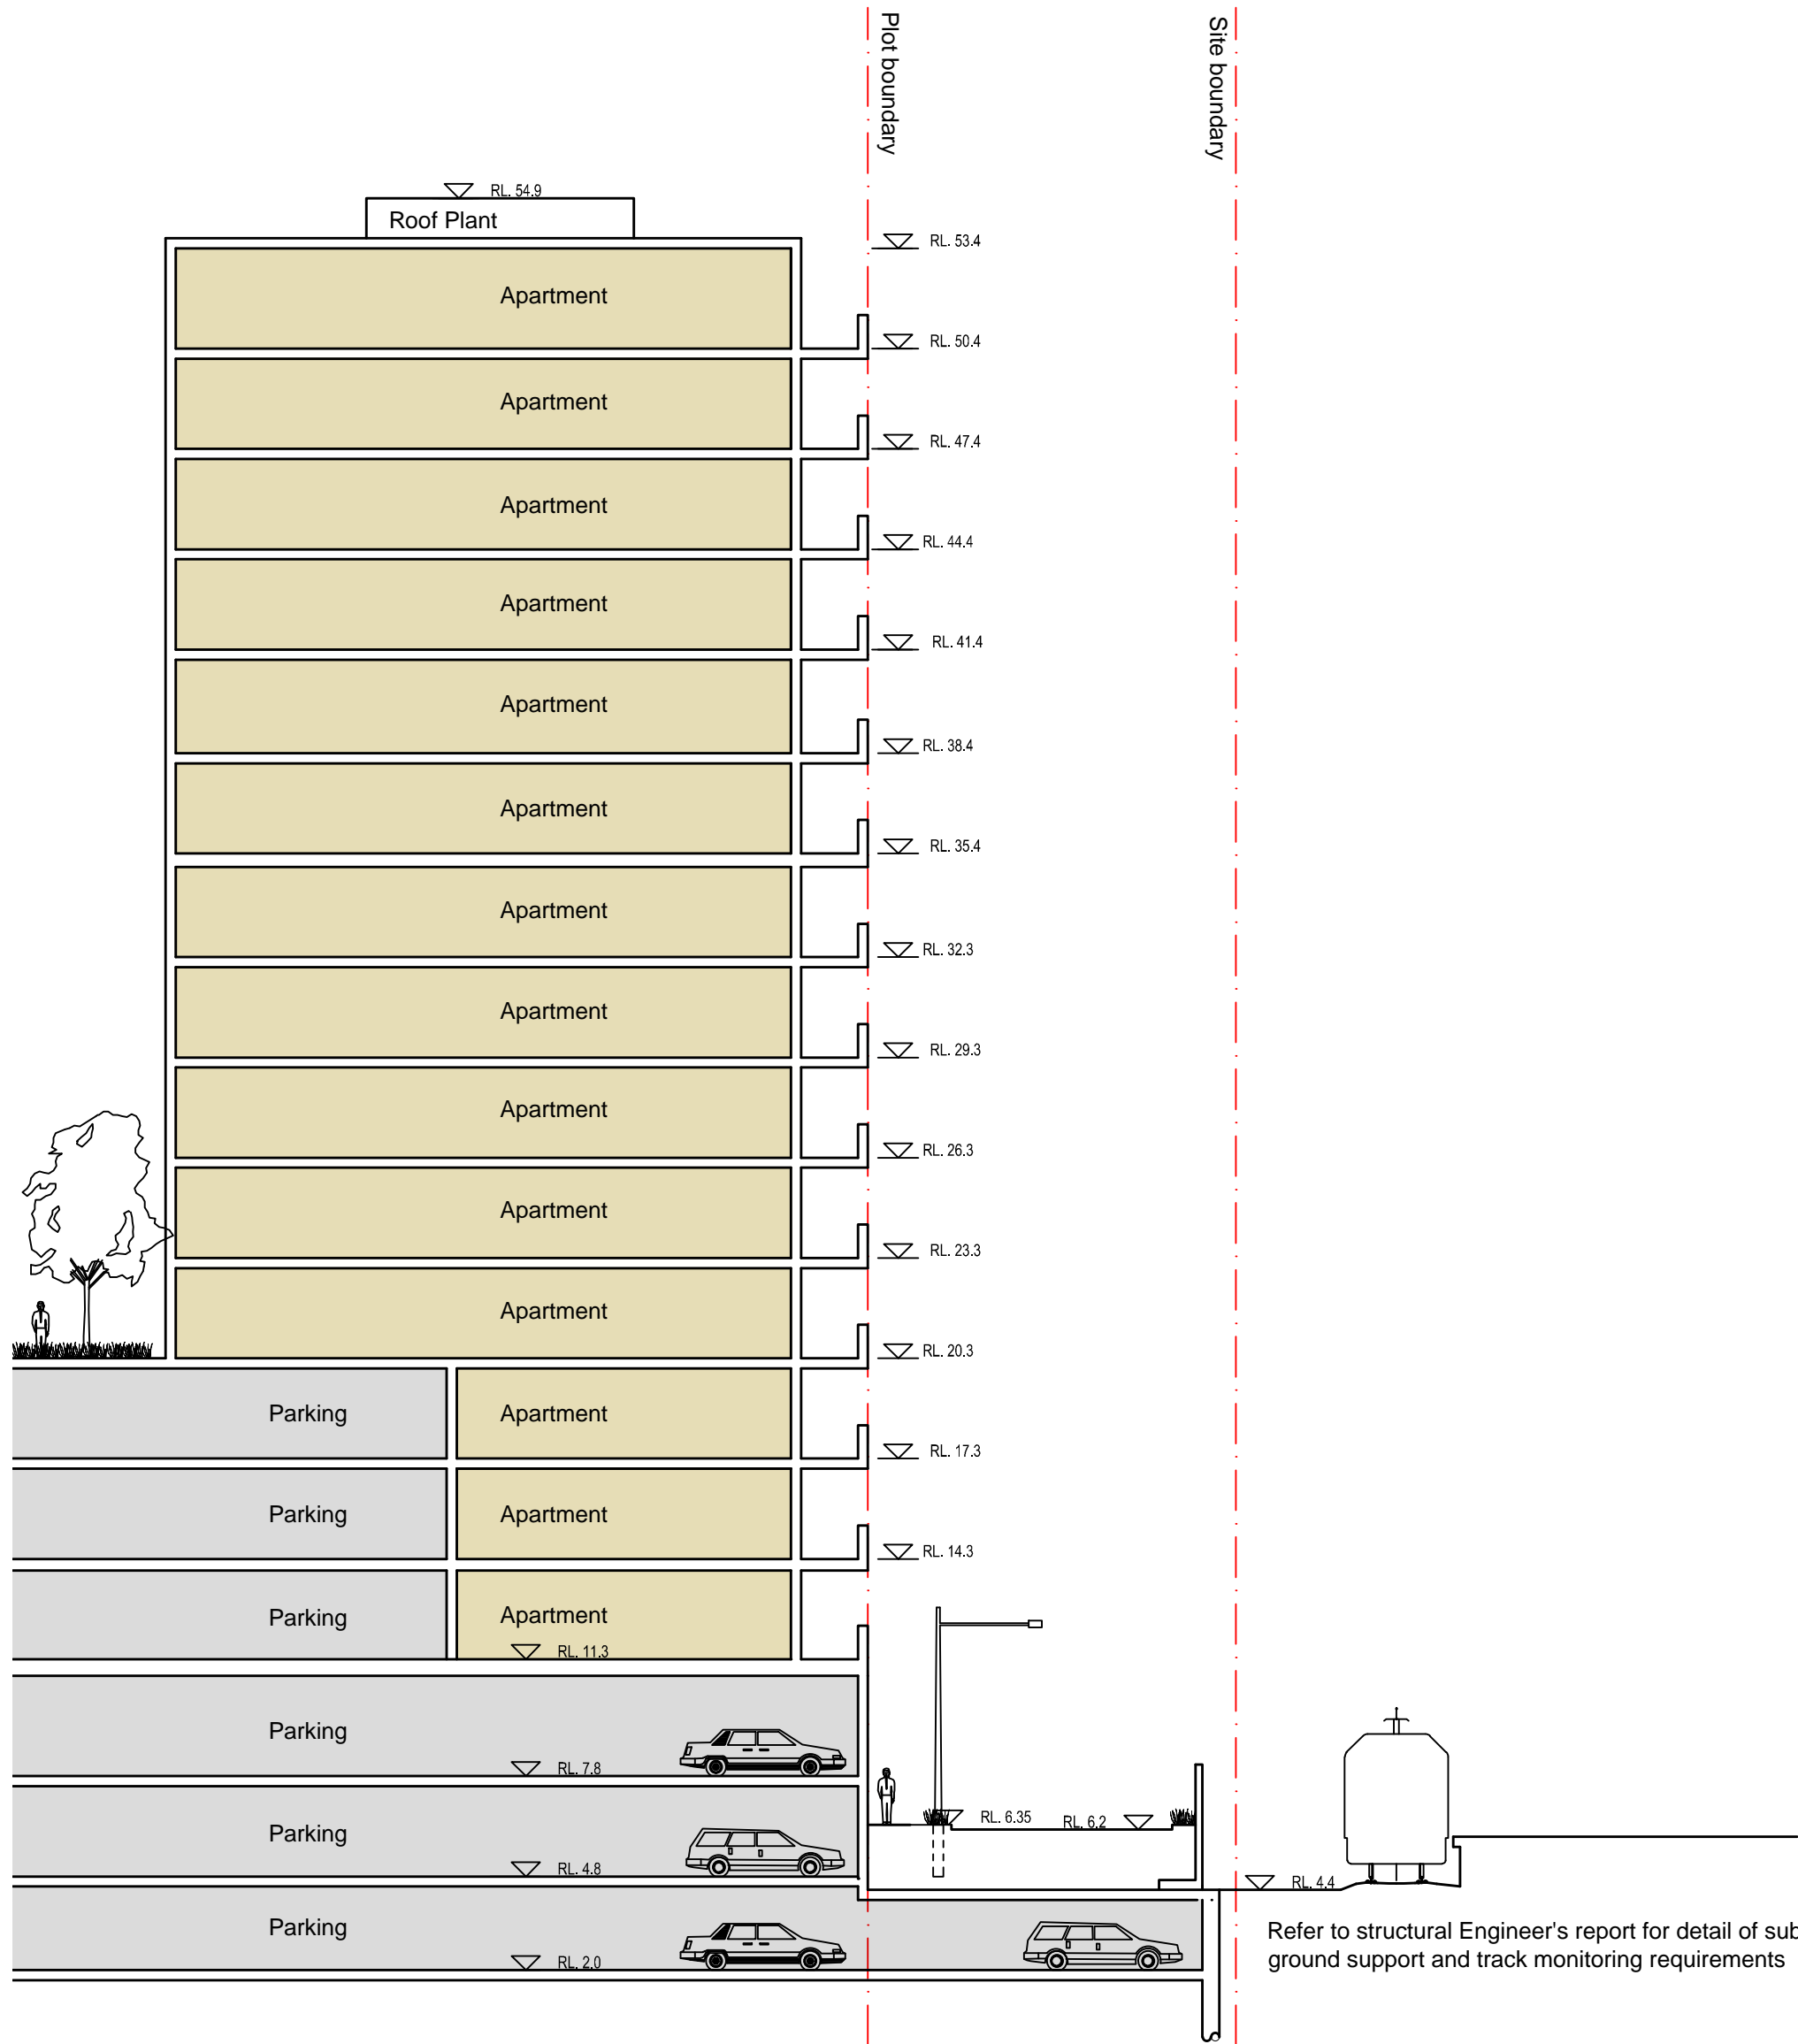 Plot boundary
Site boundary
RL. 54.9
Roof Plant
RL. 53.4
Apartment
RL. 50.4
Apartment
RL. 47.4
Apartment
RL. 44.4
Apartment
RL. 41.4
Apartment
RL. 38.4
Apartment
RL. 35.4
Apartment
RL. 32.3
Apartment
RL. 29.3
Apartment
RL. 26.3
Apartment
RL. 23.3
Apartment
RL. 20.3
Parking
Apartment
RL. 17.3
Parking
Apartment
RL. 14.3
Parking
Apartment
RL. 11.3
Parking
RL. 7.8
RL. 6.35
RL. 6.2
Parking
RL. 4.8
RL. 4.4
Parking
RL. 2.0
Refer to structural Engineer's report for detail of sub
ground support and track monitoring requirements